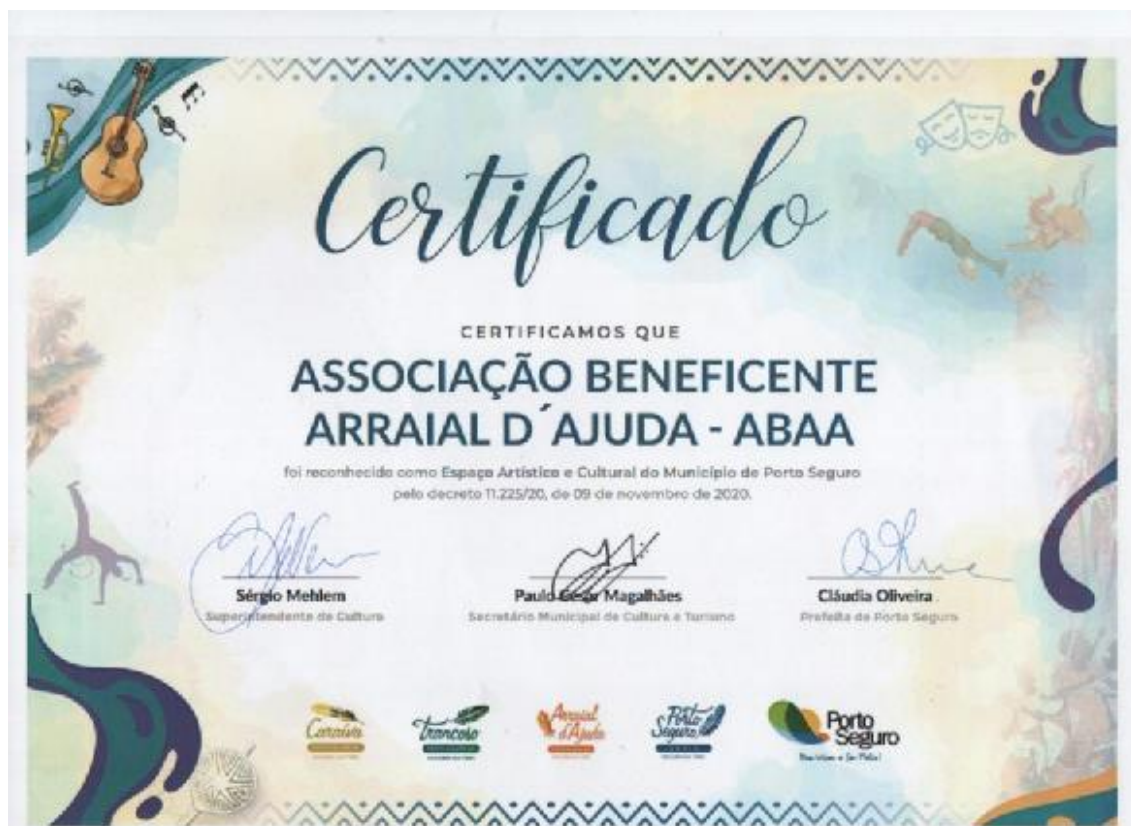 Certificado
CERTIFICAMOS QUE
ASSOCIAÇÃO BENEFICENTE
ARRAIAL D´AJUDA - ABAA
foi reconhecido como Espaço Artístico e Cultural do Município de Porto Seguro
pelo decreto 11.225/20, de 09 de novembro de 2020.
Sérgio Mehlem
Superintendente de Cultura
Paulo Cesar Magalhães
Secretário Municipal de Cultura e Turismo
Cláudia Oliveira
Prefeita de Porto Seguro
Caraíva
Trancoso
Arraial
d'Ajuda
Porto
Seguro
Porto
Seguro